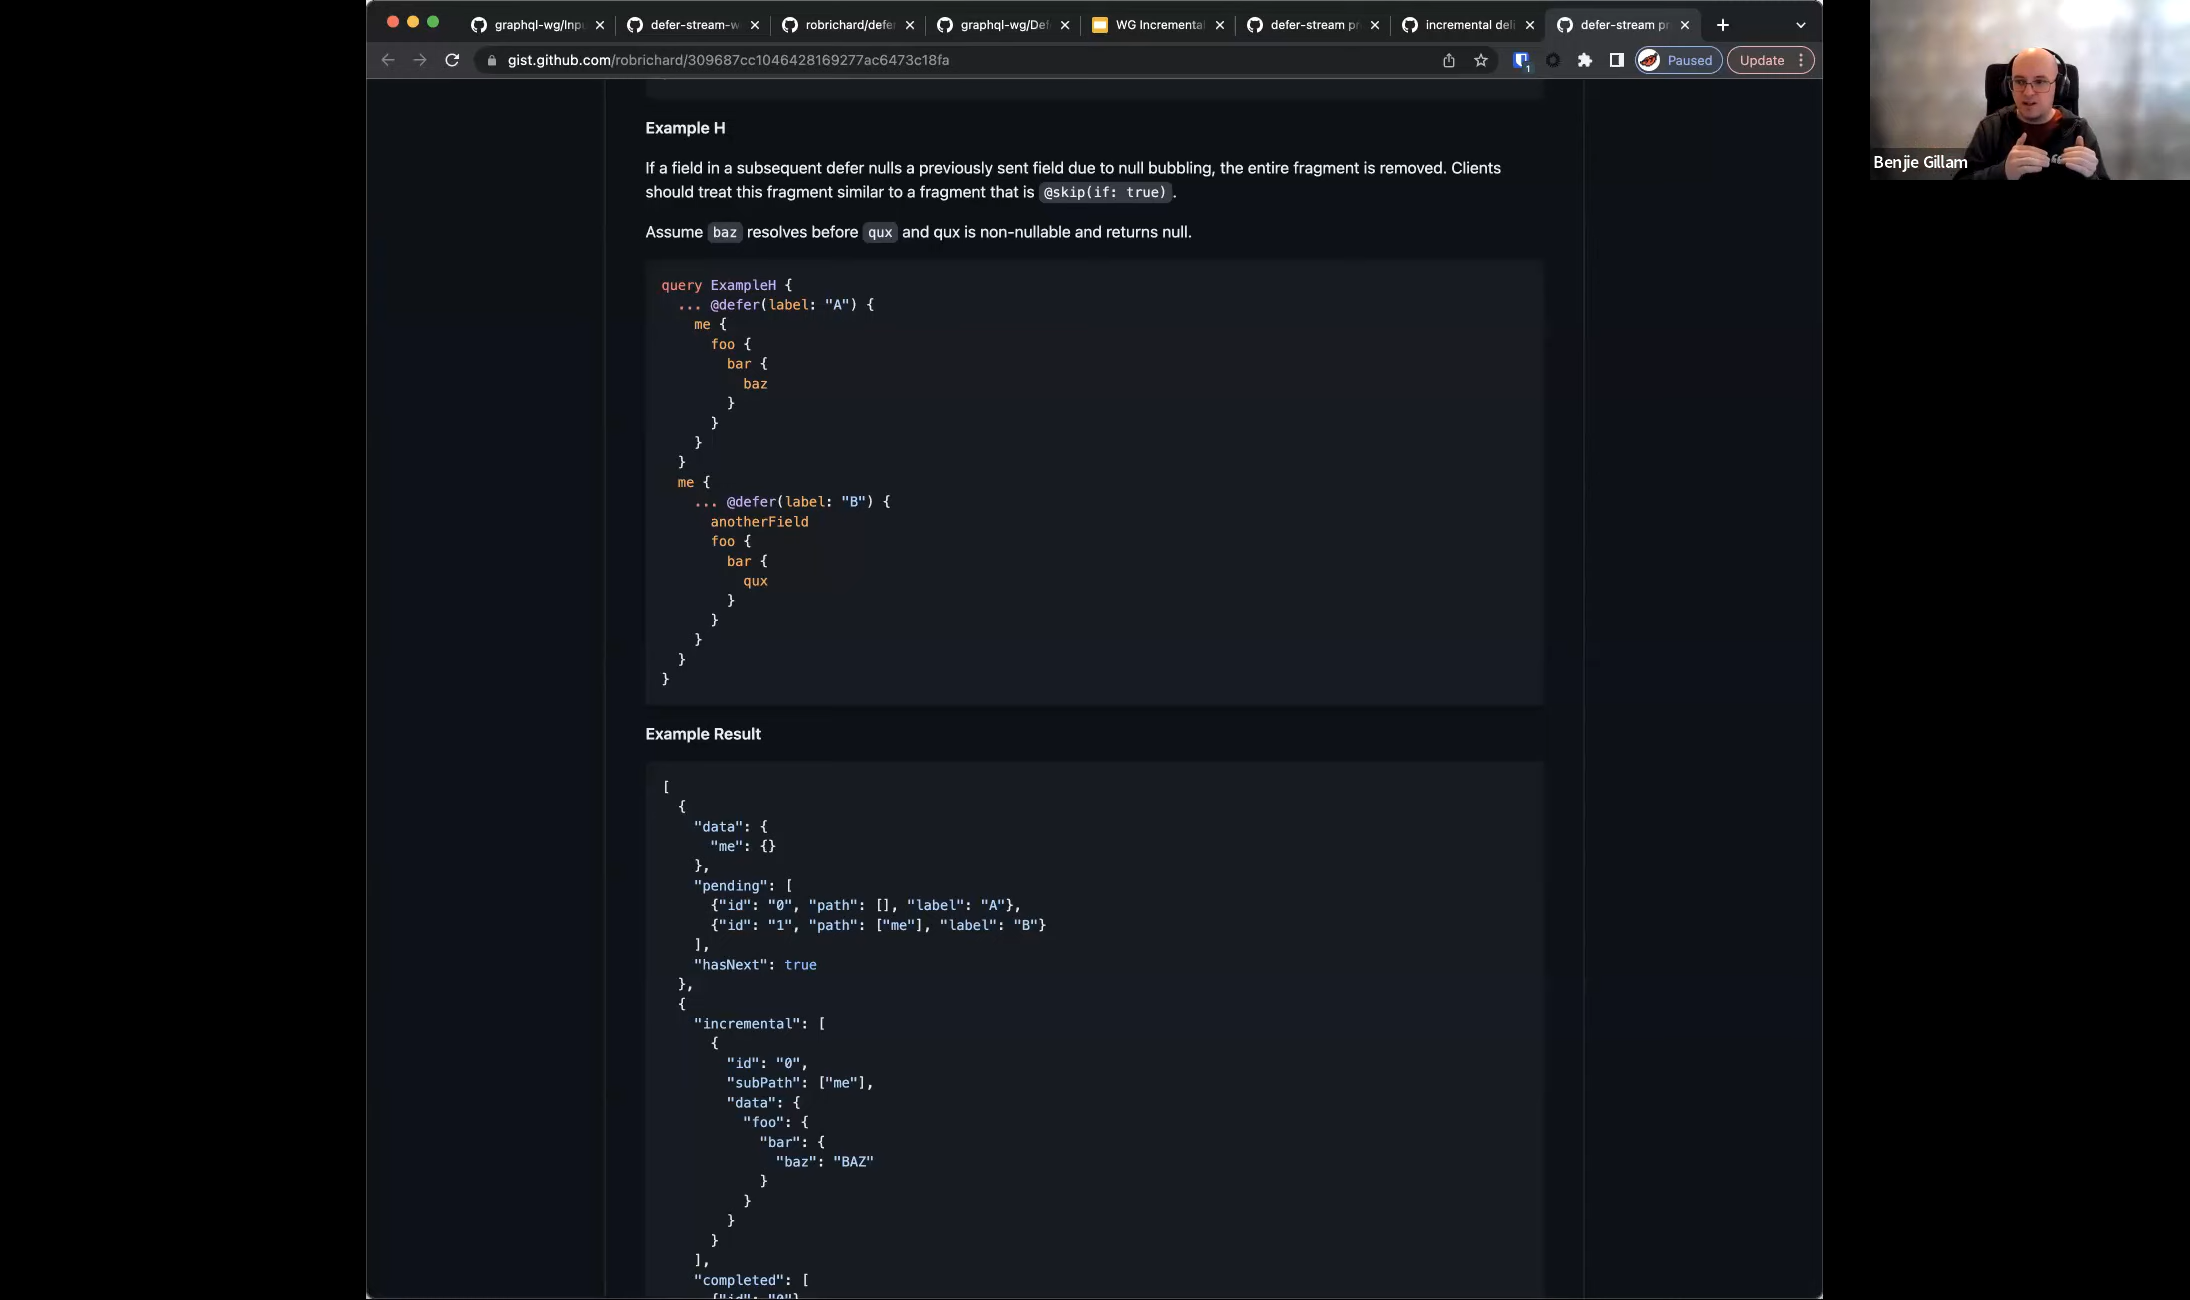 graphql-wg/Inp
defer-stream-w
robrichard/defe
graphql-wg/Def
WG Incremental
defer-stream pr
incremental deli
defer-stream pr
gist.github.com/robrichard/309687cc1046428169277ac6473c18fa
1
Paused
Update
Benjie Gillam
Example H
If a field in a subsequent defer nulls a previously sent field due to null bubbling, the entire fragment is removed. Clients
should treat this fragment similar to a fragment that is @skip(if: true).
Assume baz resolves before qux and qux is non-nullable and returns null.
query ExampleH {
... @defer(label: "A") {
me {
foo {
bar {
baz
}
}
}
}
me {
... @defer(label: "B") {
anotherField
foo {
bar {
qux
}
}
}
}
}
Example Result
[
{
"data": {
"me": {}
},
"pending": [
{"id": "0", "path": [], "label": "A"},
{"id": "1", "path": ["me"], "label": "B"}
],
"hasNext": true
},
{
"incremental": [
{
"id": "0",
"subPath": ["me"],
"data": {
"foo": {
"bar": {
"baz": "BAZ"
}
}
}
}
],
"completed": [
{"id": "0"}